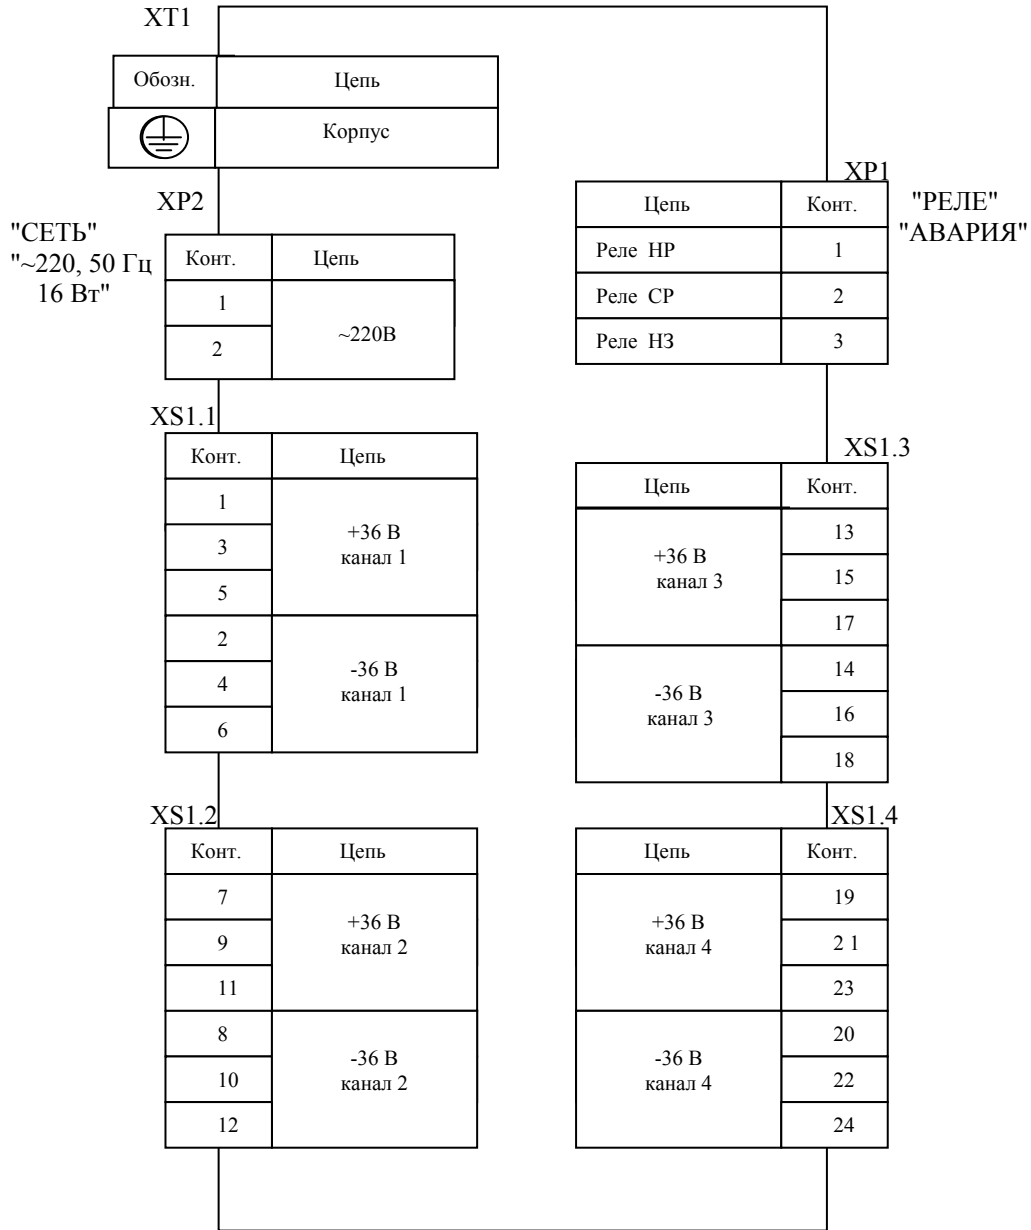 XT1
Обозн. Цепь
Корпус
XP2
"СЕТЬ"
"~220, 50 Гц
16 Вт"
Конт. Цепь
1
~220В
2
XS1.1
Конт. Цепь
1
3
5
+36 В
канал 1
2
4
6
-36 В
канал 1
XS1.2
Конт. Цепь
7
9
11
+36 В
канал 2
8
10
12
-36 В
канал 2
XP1
"РЕЛЕ"
"АВАРИЯ"
Цепь Конт.
Реле НР 1
Реле СР 2
Реле НЗ 3
XS1.3
Цепь Конт.
+36 В
канал 3
13
15
17
-36 В
канал 3
14
16
18
XS1.4
Цепь Конт.
+36 В
канал 4
19
2 1
23
-36 В
канал 4
20
22
24